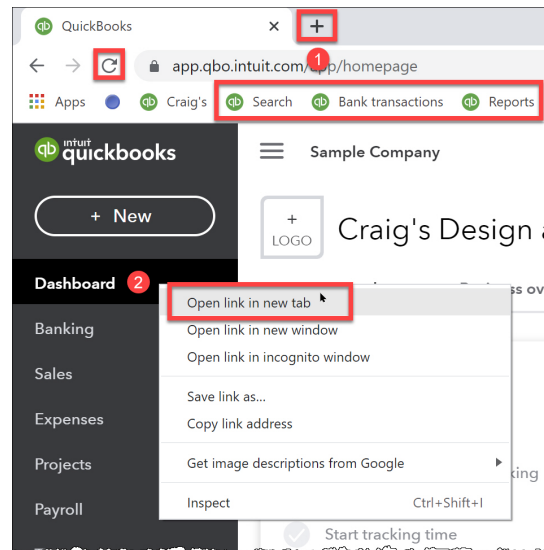 QuickBooks
app.qbo.intuit.com/app/homepage
1
Apps Craig's Search Bank transactions Reports
intuit
quickbooks
Sample Company
+ New
+
LOGO
Craig's Design
Dashboard 2
Open link in new tab
Banking
Open link in new window
Open link in incognito window
Sales
Save link as...
Expenses
Copy link address
Projects
Get image descriptions from Google
Payroll
Inspect Ctrl+Shift+I
Start tracking time